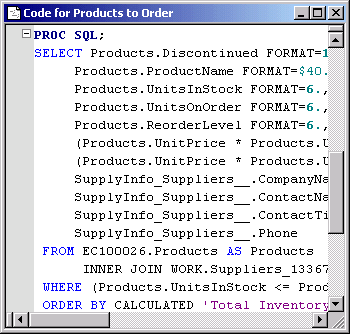 Code for Products to Order
PROC SQL;
SELECT Products.Discontinued FORMAT=1
Products.ProductName FORMAT=$40.
Products.UnitsInStock FORMAT=6.,
Products.UnitsOnOrder FORMAT=6.,
Products.ReorderLevel FORMAT=6.,
(Products.UnitPrice * Products.U
(Products.UnitPrice * Products.U
SupplyInfo_Suppliers__.CompanyNa
SupplyInfo_Suppliers__.ContactNa
SupplyInfo_Suppliers__.ContactTi
SupplyInfo_Suppliers__.Phone
FROM EC100026.Products AS Products
INNER JOIN WORK.Suppliers_13367
WHERE (Products.UnitsInStock <= Prod
ORDER BY CALCULATED 'Total Inventory